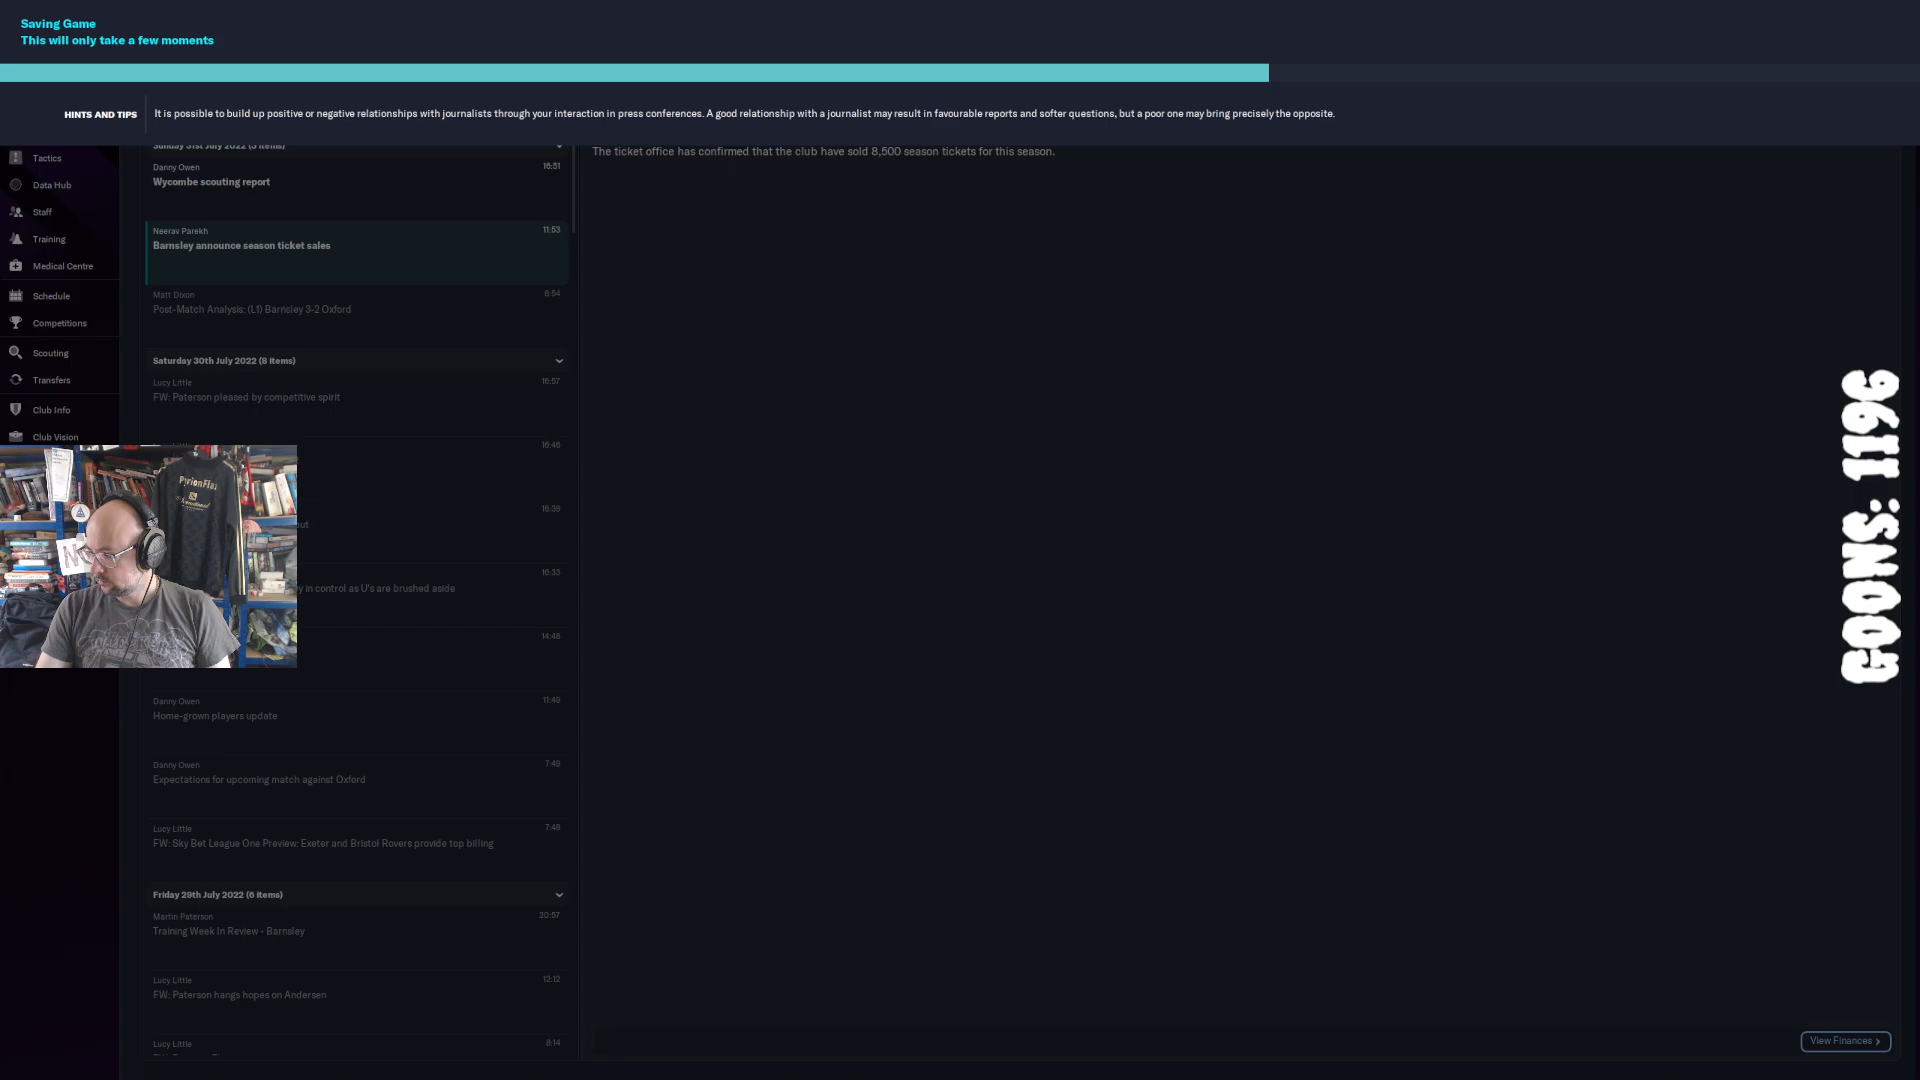 Saving Game
This will only take a few moments
HINTS AND TIPS
It is possible to build up positive or negative relationships with journalists through your interaction in press conferences. A good relationship with a journalist may result in favourable reports and softer questions, but a poor one may bring precisely the opposite.
Tactics
Data Hub
Staff
Training
Medical Centre
Schedule
Competitions
Scouting
Transfers
Club Info
Club Vision
Sunday 31st July 2022 (3 items)
Danny Owen 16:51
Wycombe scouting report
Neerav Parekh 11:53
Barnsley announce season ticket sales
Matt Dixon 8:54
Post-Match Analysis: (L1) Barnsley 3-2 Oxford
Saturday 30th July 2022 (8 items)
Lucy Little 16:57
FW: Paterson pleased by competitive spirit
16:46
16:39
out
16:33
y in control as U's are brushed aside
14:48
Danny Owen 11:49
Home-grown players update
Danny Owen 7:49
Expectations for upcoming match against Oxford
Lucy Little 7:48
FW: Sky Bet League One Preview: Exeter and Bristol Rovers provide top billing
Friday 29th July 2022 (6 items)
Martin Paterson 20:57
Training Week In Review - Barnsley
Lucy Little 12:12
FW: Paterson hangs hopes on Andersen
Lucy Little 8:14
The ticket office has confirmed that the club have sold 8,500 season tickets for this season.
View Finances
GOONS: 1196